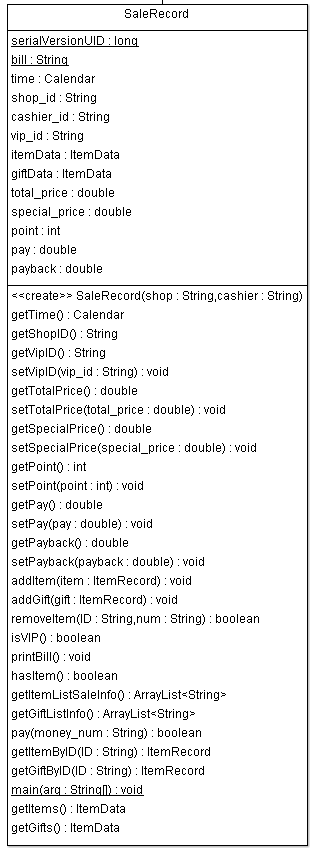 SaleRecord
serialVersionUID : long
bill : String
time : Calendar
shop_id : String
cashier_id : String
vip_id : String
itemData : ItemData
giftData : ItemData
total_price : double
special_price : double
point : int
pay : double
payback : double
<<create>> SaleRecord(shop : String,cashier : String)
getTime() : Calendar
getShopID() : String
getVipID() : String
setVipID(vip_id : String) : void
getTotalPrice() : double
setTotalPrice(total_price : double) : void
getSpecialPrice() : double
setSpecialPrice(special_price : double) : void
getPoint() : int
setPoint(point : int) : void
getPay() : double
setPay(pay : double) : void
getPayback() : double
setPayback(payback : double) : void
addItem(item : ItemRecord) : void
addGift(gift : ItemRecord) : void
removeItem(ID : String,num : String) : boolean
isVIP() : boolean
printBill() : void
hasItem() : boolean
getItemListSaleInfo() : ArrayList<String>
getGiftListInfo() : ArrayList<String>
pay(money_num : String) : boolean
getItemByID(ID : String) : ItemRecord
getGiftByID(ID : String) : ItemRecord
main(arg : String[]) : void
getItems() : ItemData
getGifts() : ItemData